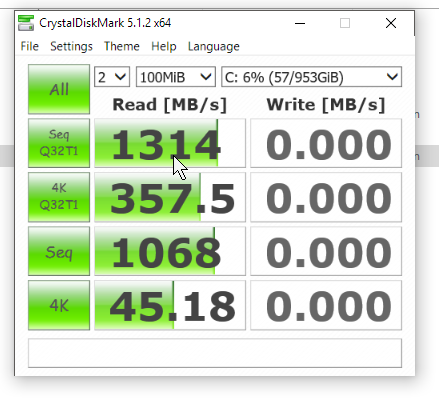 CrystalDiskMark 5.1.2 x64
File Settings Theme Help Language
All 2 100MiB C: 6% (57/953GiB)
Read [MB/s] Write [MB/s]
Seq
Q32T1 1314 0.000
4K
Q32T1 357.5 0.000
Seq 1068 0.000
4K 45.18 0.000